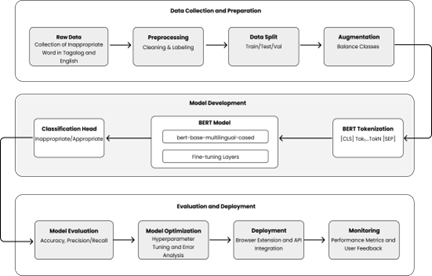 Data Collection and Preparation
Raw Data
Collection of Inappropriate
Word in Tagalog and
English
Preprocessing
Cleaning & Labeling
Data Split
Train/Test/Val
Augmentation
Balance Classes
Model Development
Classification Head
Inappropriate/Appropriate
BERT Model
bert-base-multilingual-cased
Fine-tuning Layers
BERT Tokenization
[CLS] Tok...TokN [SEP]
Evaluation and Deployment
Model Evaluation
Accuracy, Precision/Recall
Model Optimization
Hyperparameter
Tuning and Error
Analysis
Deployment
Browser Extension and API
Integration
Monitoring
Performance Metrics and
User Feedback